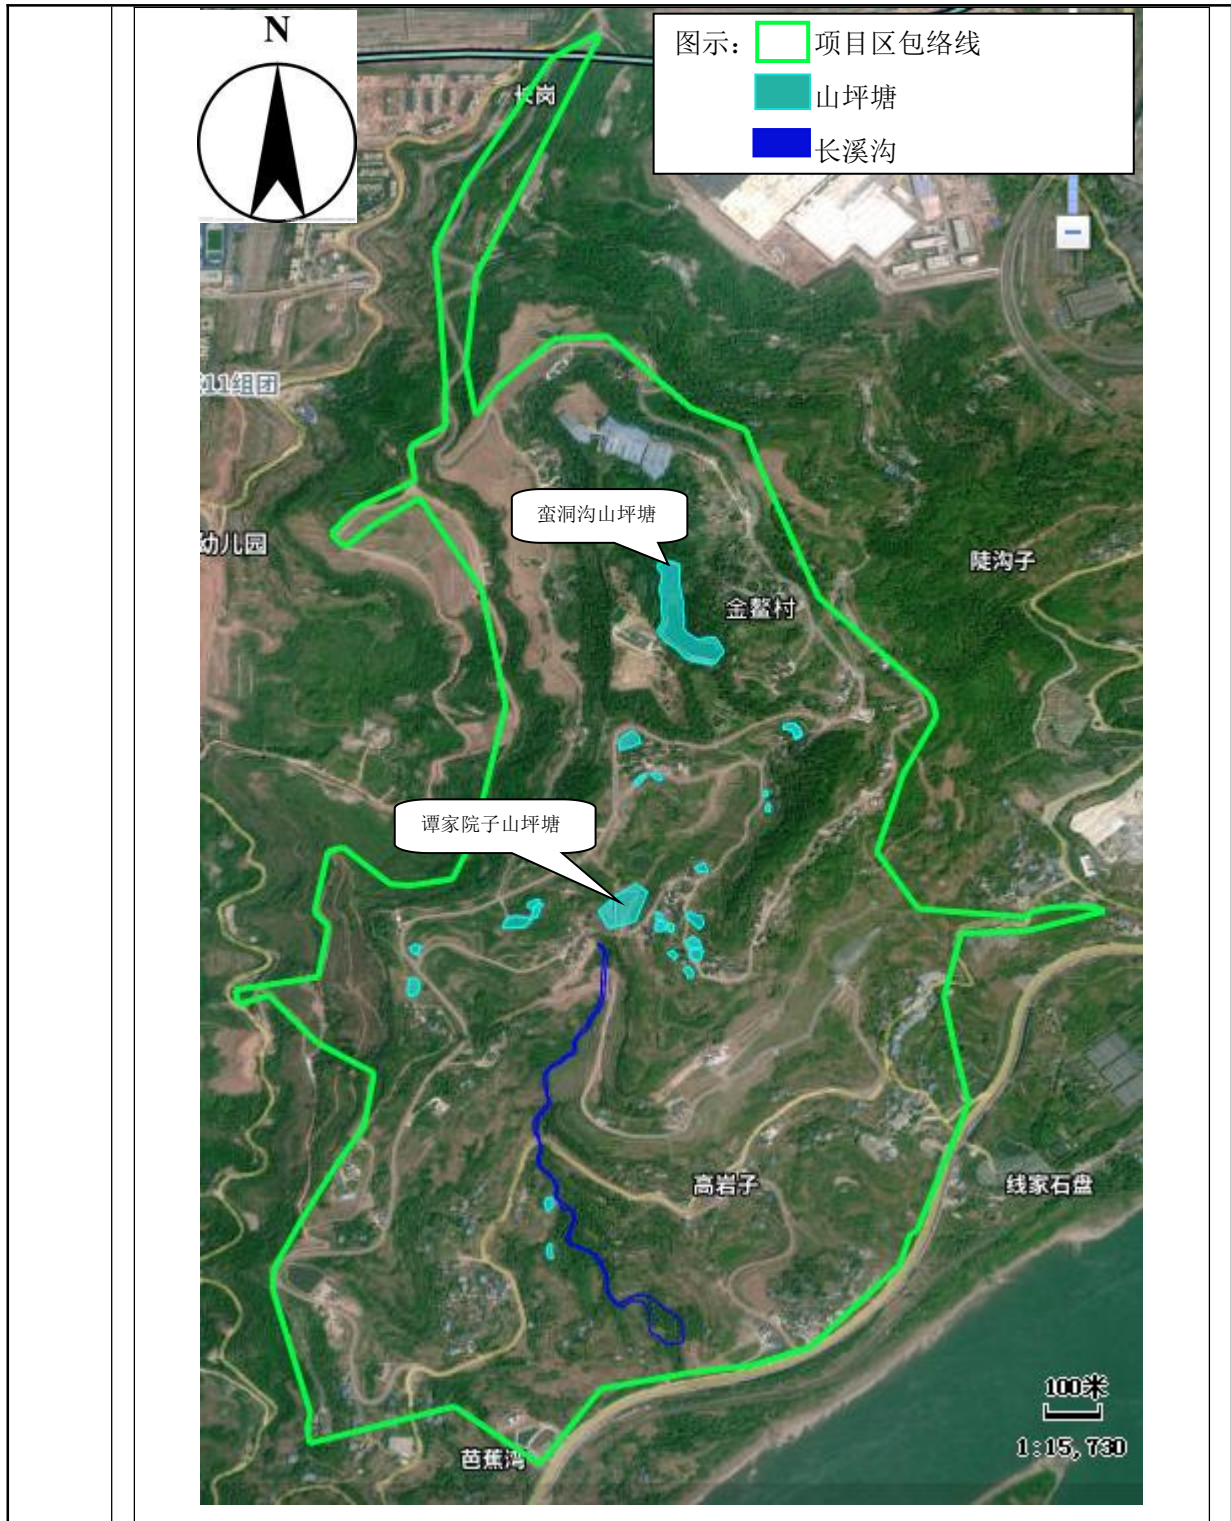 N
图示：
项目区包络线
山坪塘
长溪沟
长岗
11组团
幼儿园
蛮洞沟山坪塘
陡沟子
金鳌村
谭家院子山坪塘
高岩子
线家石盘
100米
1:15,730
芭蕉湾